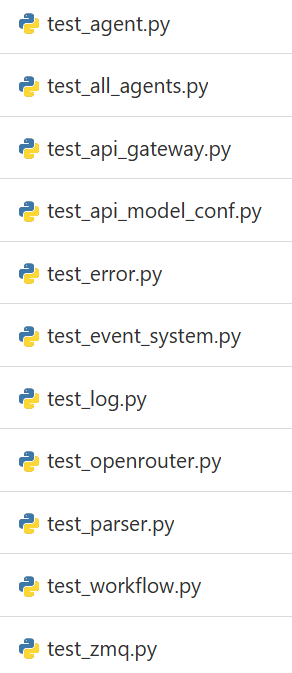 test_agent.py
test_all_agents.py
test_api_gateway.py
test_api_model_conf.py
test_error.py
test_event_system.py
test_log.py
test_openrouter.py
test_parser.py
test_workflow.py
test_zmq.py